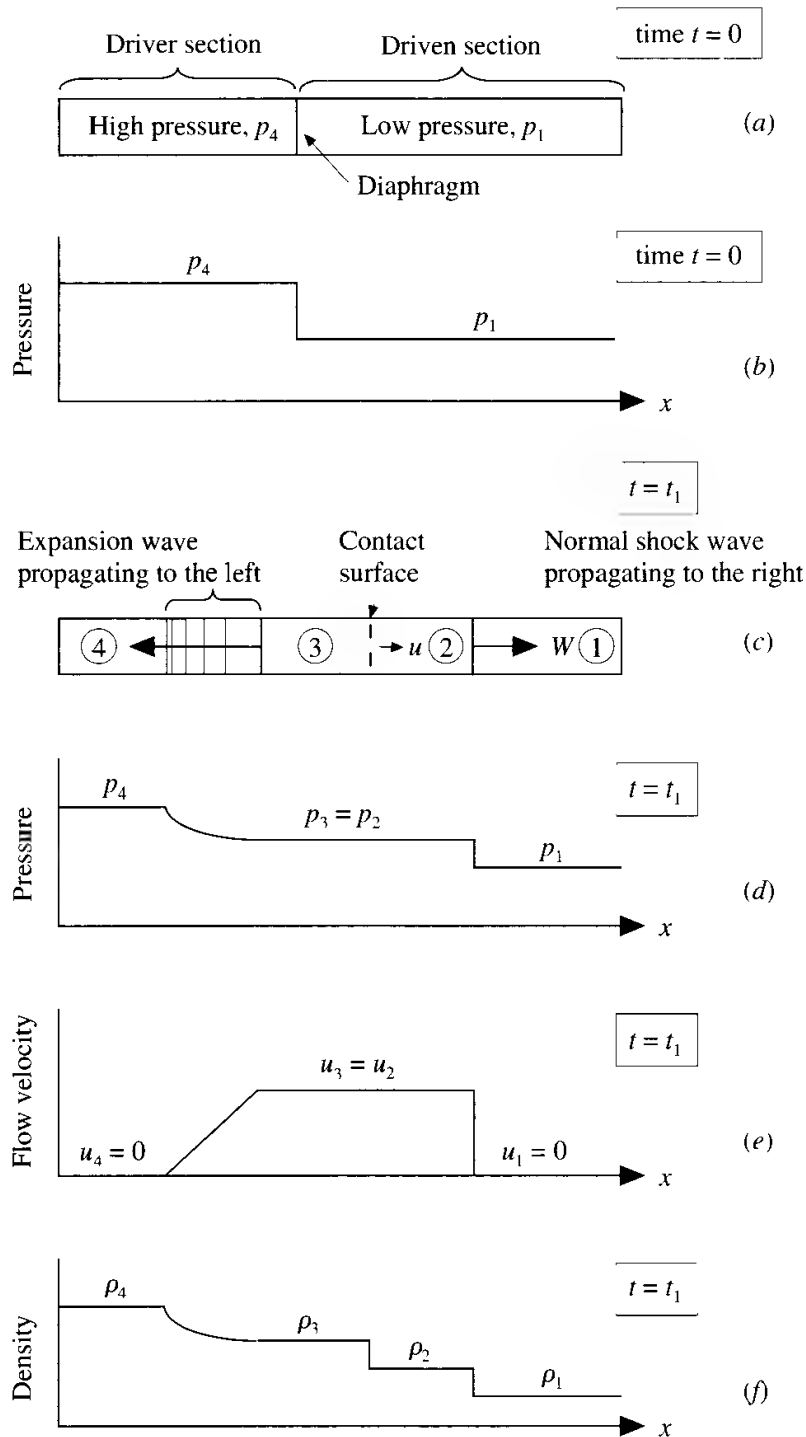 time t = 0
Driver section
Driven section
High pressure, p₄
Low pressure, p₁
(a)
Diaphragm
time t = 0
Pressure
p₄
p₁
(b)
x
t = t₁
Expansion wave
propagating to the left
Contact
surface
Normal shock wave
propagating to the right
④ ③ u ② W ①
(c)
t = t₁
Pressure
p₄
p₃ = p₂
p₁
(d)
x
t = t₁
Flow velocity
u₃ = u₂
u₄ = 0
u₁ = 0
(e)
x
t = t₁
Density
ρ₄
ρ₃
ρ₂
ρ₁
(f)
x